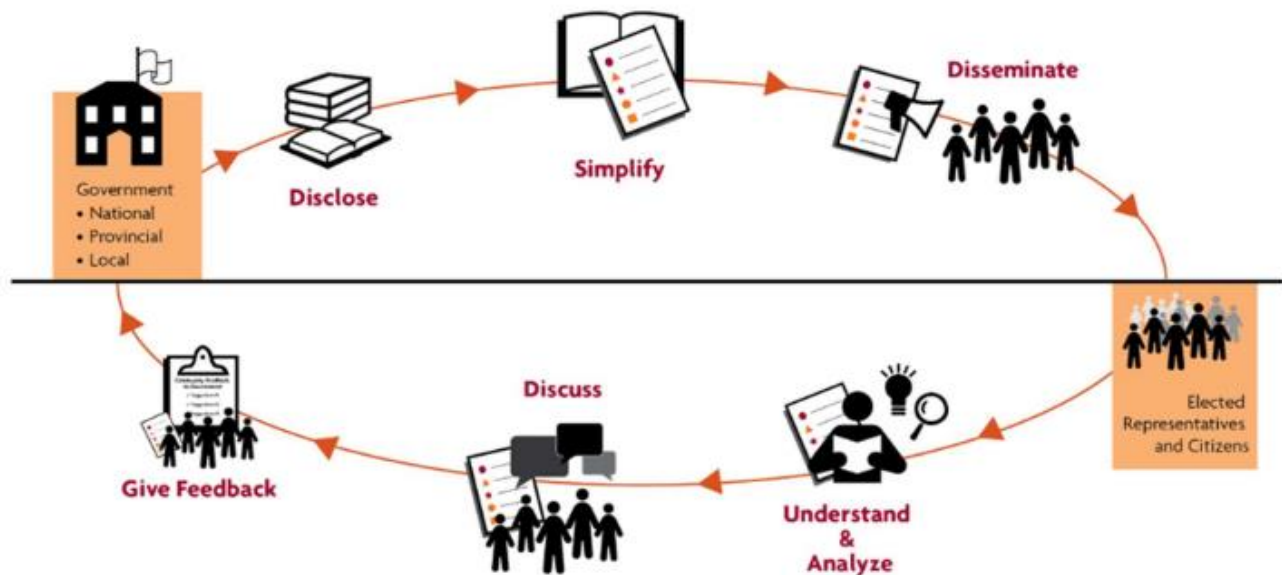 Government
• National
• Provincial
• Local
Disclose
Simplify
Disseminate
Elected
Representatives
and Citizens
Understand
&
Analyze
Discuss
Give Feedback